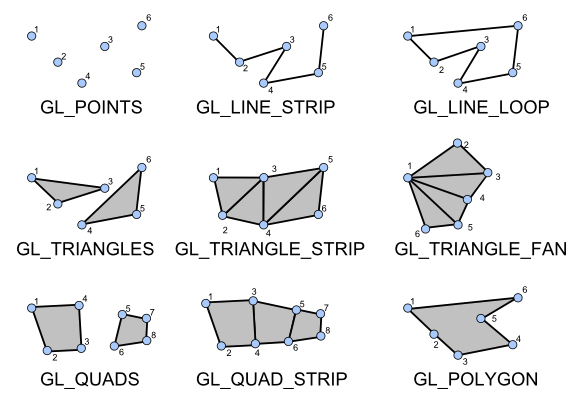 1 2 3 4 5 6
GL_POINTS
1 2 3 4 5 6
GL_LINE_STRIP
1 2 3 4 5 6
GL_LINE_LOOP
1 2 3 4 5 6
GL_TRIANGLES
1 2 3 4 5 6
GL_TRIANGLE_STRIP
1 2 3 4 5 6
GL_TRIANGLE_FAN
1 2 3 4 5 6 7 8
GL_QUADS
1 2 3 4 5 6 7 8
GL_QUAD_STRIP
1 2 3 4 5 6
GL_POLYGON